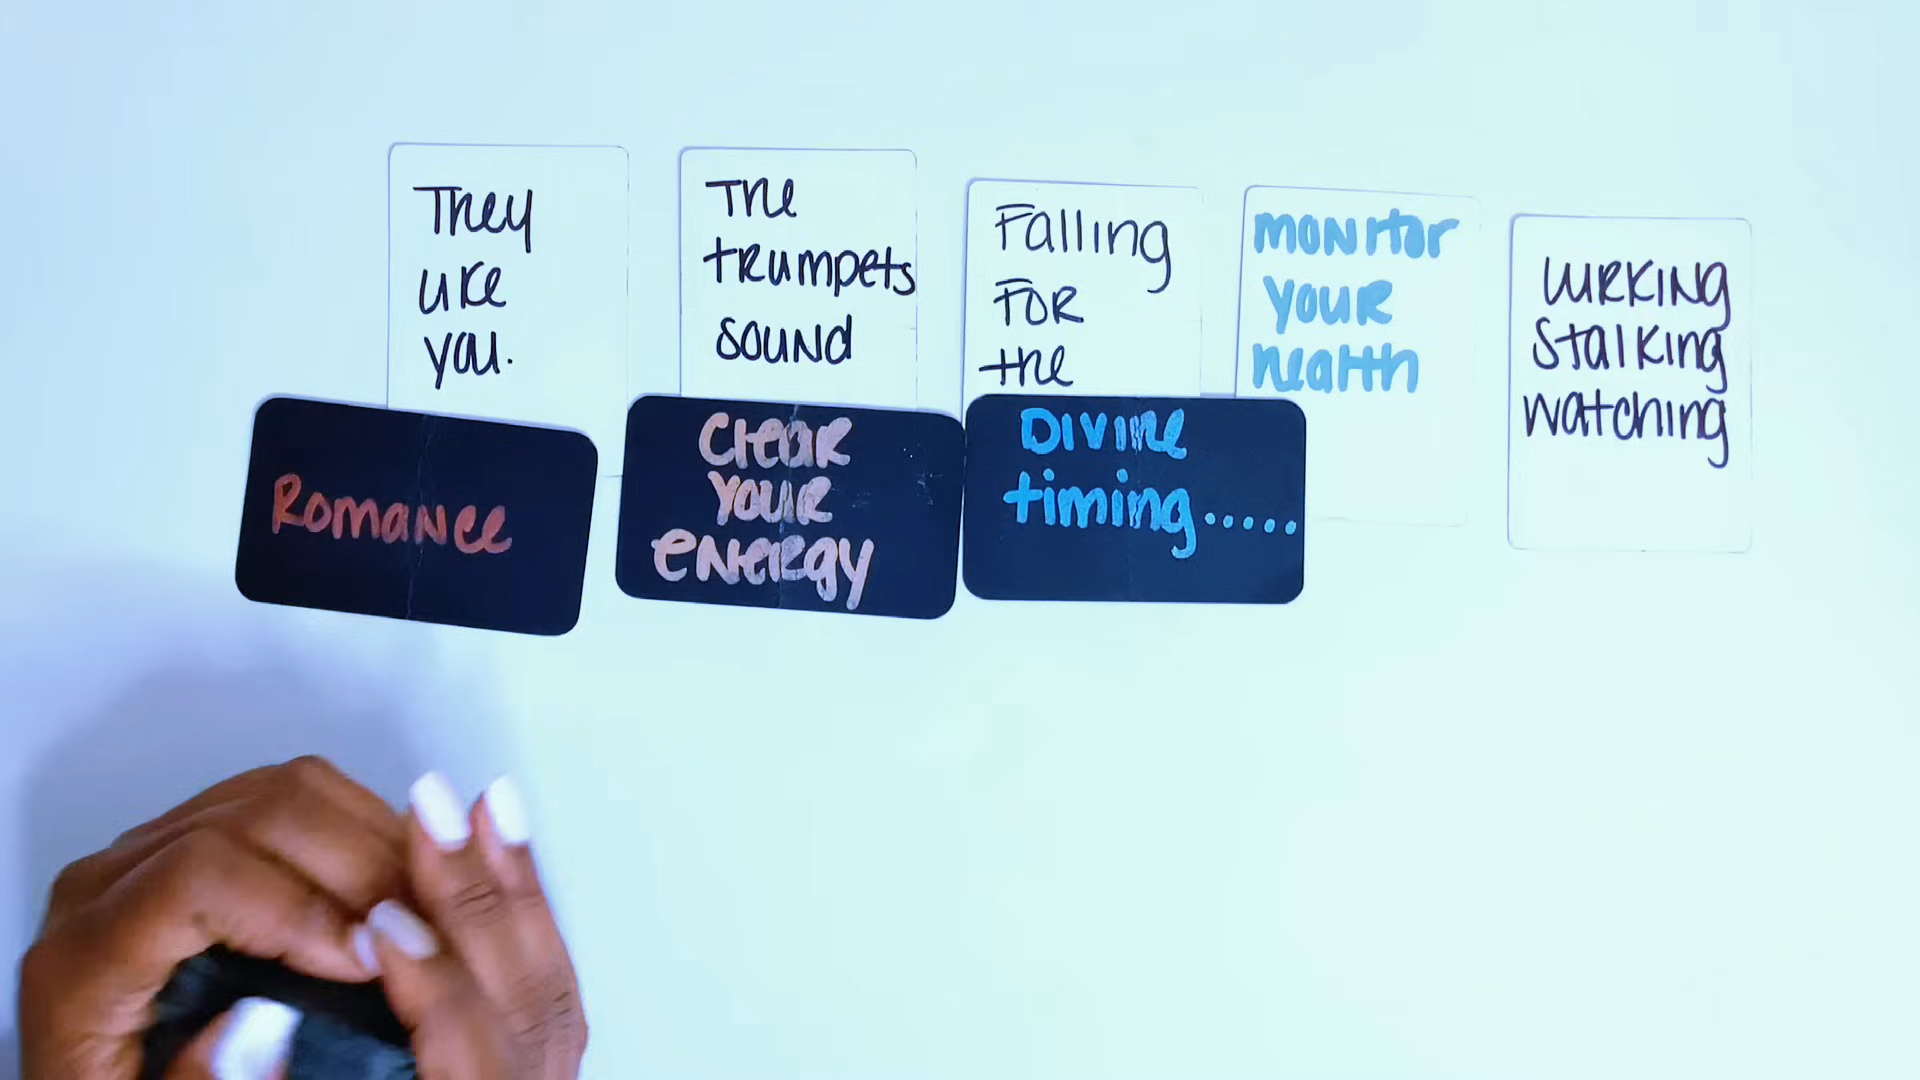 They
like
you.
The
trumpets
sound
Falling
For
the
monitor
your
health
Lurking
Stalking
watching
Romance
Clear
your
energy
Divine
timing.....